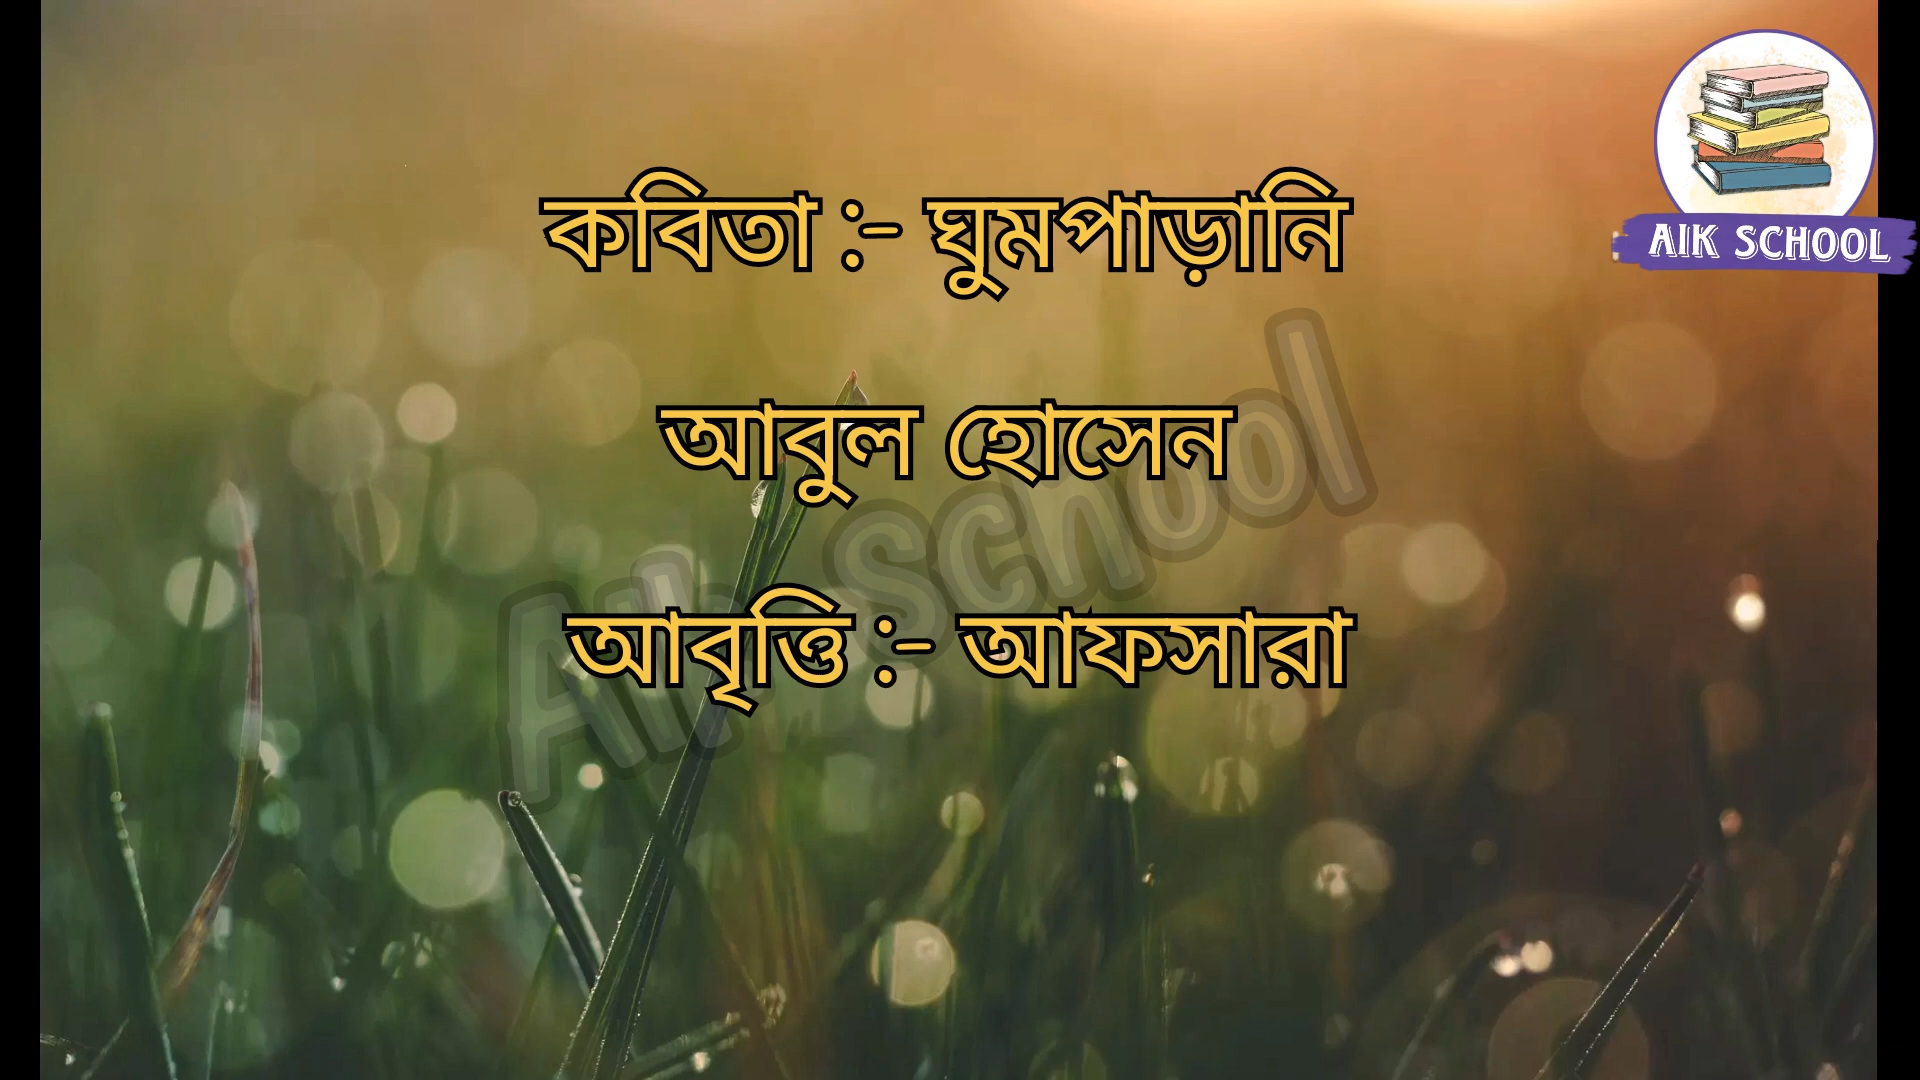 কবিতা :- ঘুমপাড়ানি
আবুল হোসেন
আবৃত্তি :- আফসারা
AIK SCHOOL
Aik school